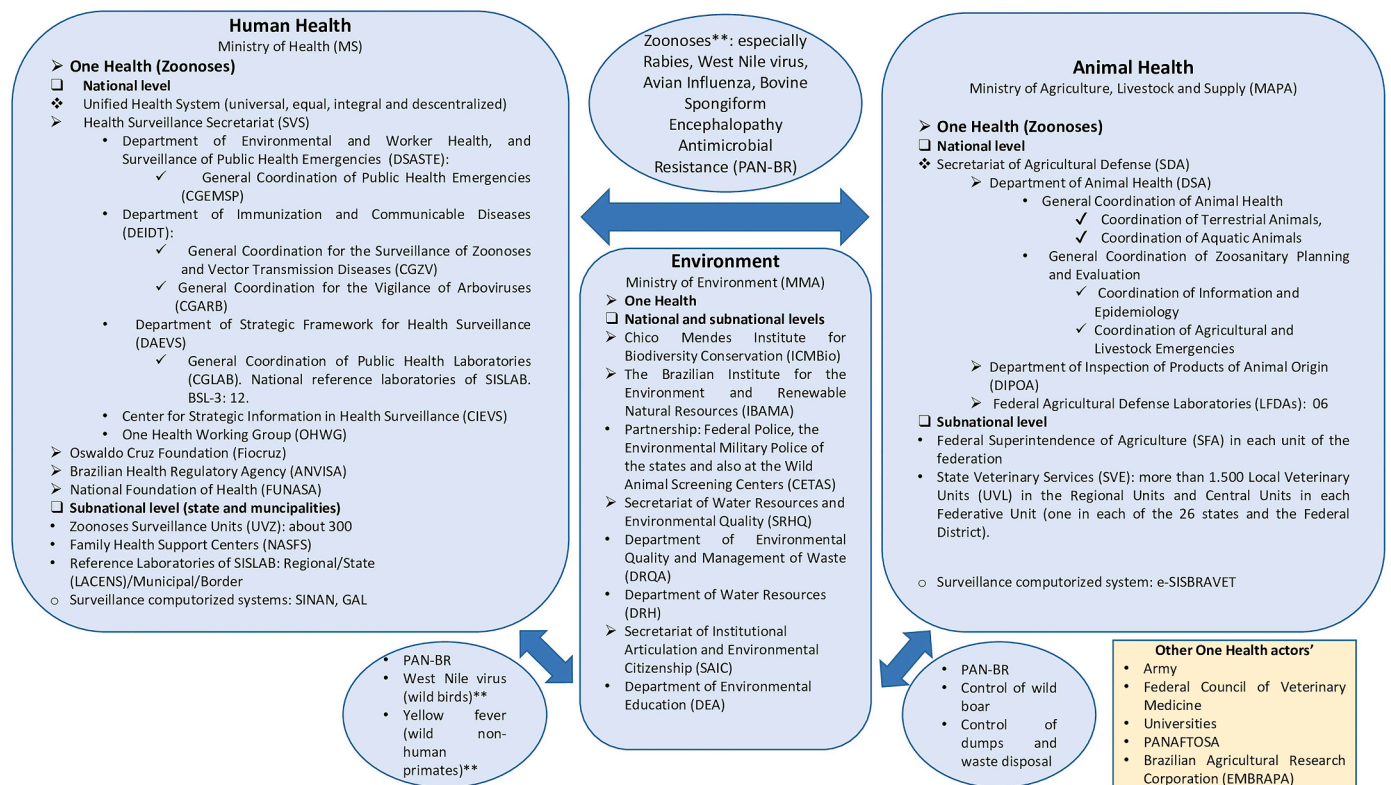 Human Health
Ministry of Health (MS)
➢ One Health (Zoonoses)
❑ National level
❖ Unified Health System (universal, equal, integral and descentralized)
➢ Health Surveillance Secretariat (SVS)
• Department of Environmental and Worker Health, and
Surveillance of Public Health Emergencies (DSASTE):
✓ General Coordination of Public Health Emergencies
(CGEMSP)
• Department of Immunization and Communicable Diseases
(DEIDT):
✓ General Coordination for the Surveillance of Zoonoses
and Vector Transmission Diseases (CGZV)
✓ General Coordination for the Vigilance of Arboviruses
(CGARB)
• Department of Strategic Framework for Health Surveillance
(DAEVS)
✓ General Coordination of Public Health Laboratories
(CGLAB). National reference laboratories of SISLAB.
BSL-3: 12.
• Center for Strategic Information in Health Surveillance (CIEVS)
• One Health Working Group (OHWG)
➢ Oswaldo Cruz Foundation (Fiocruz)
➢ Brazilian Health Regulatory Agency (ANVISA)
➢ National Foundation of Health (FUNASA)
❑ Subnational level (state and muncipalities)
• Zoonoses Surveillance Units (UVZ): about 300
• Family Health Support Centers (NASFS)
• Reference Laboratories of SISLAB: Regional/State
(LACENS)/Municipal/Border
o Surveillance computorized systems: SINAN, GAL
Zoonoses**: especially
Rabies, West Nile virus,
Avian Influenza, Bovine
Spongiform
Encephalopathy
Antimicrobial
Resistance (PAN-BR)
Environment
Ministry of Environment (MMA)
➢ One Health
❑ National and subnational levels
➢ Chico Mendes Institute for
Biodiversity Conservation (ICMBio)
➢ The Brazilian Institute for the
Environment and Renewable
Natural Resources (IBAMA)
• Partnership: Federal Police, the
Environmental Military Police of
the states and also at the Wild
Animal Screening Centers (CETAS)
➢ Secretariat of Water Resources and
Environmental Quality (SRHQ)
• Department of Environmental
Quality and Management of Waste
(DRQA)
• Department of Water Resources
(DRH)
➢ Secretariat of Institutional
Articulation and Environmental
Citizenship (SAIC)
• Department of Environmental
Education (DEA)
Animal Health
Ministry of Agriculture, Livestock and Supply (MAPA)
➢ One Health (Zoonoses)
❑ National level
❖ Secretariat of Agricultural Defense (SDA)
➢ Department of Animal Health (DSA)
• General Coordination of Animal Health
✓ Coordination of Terrestrial Animals,
✓ Coordination of Aquatic Animals
• General Coordination of Zoosanitary Planning
and Evaluation
✓ Coordination of Information and
Epidemiology
✓ Coordination of Agricultural and
Livestock Emergencies
➢ Department of Inspection of Products of Animal Origin
(DIPOA)
➢ Federal Agricultural Defense Laboratories (LFDAs): 06
❑ Subnational level
• Federal Superintendence of Agriculture (SFA) in each unit of the
federation
• State Veterinary Services (SVE): more than 1.500 Local Veterinary
Units (UVL) in the Regional Units and Central Units in each
Federative Unit (one in each of the 26 states and the Federal
District).
o Surveillance computorized system: e-SISBRAVET
• PAN-BR
• West Nile virus
(wild birds)**
• Yellow fever
(wild non-
human
primates)**
• PAN-BR
• Control of wild
boar
• Control of
dumps and
waste disposal
Other One Health actors’
• Army
• Federal Council of Veterinary
Medicine
• Universities
• PANAFTOSA
• Brazilian Agricultural Research
Corporation (EMBRAPA)